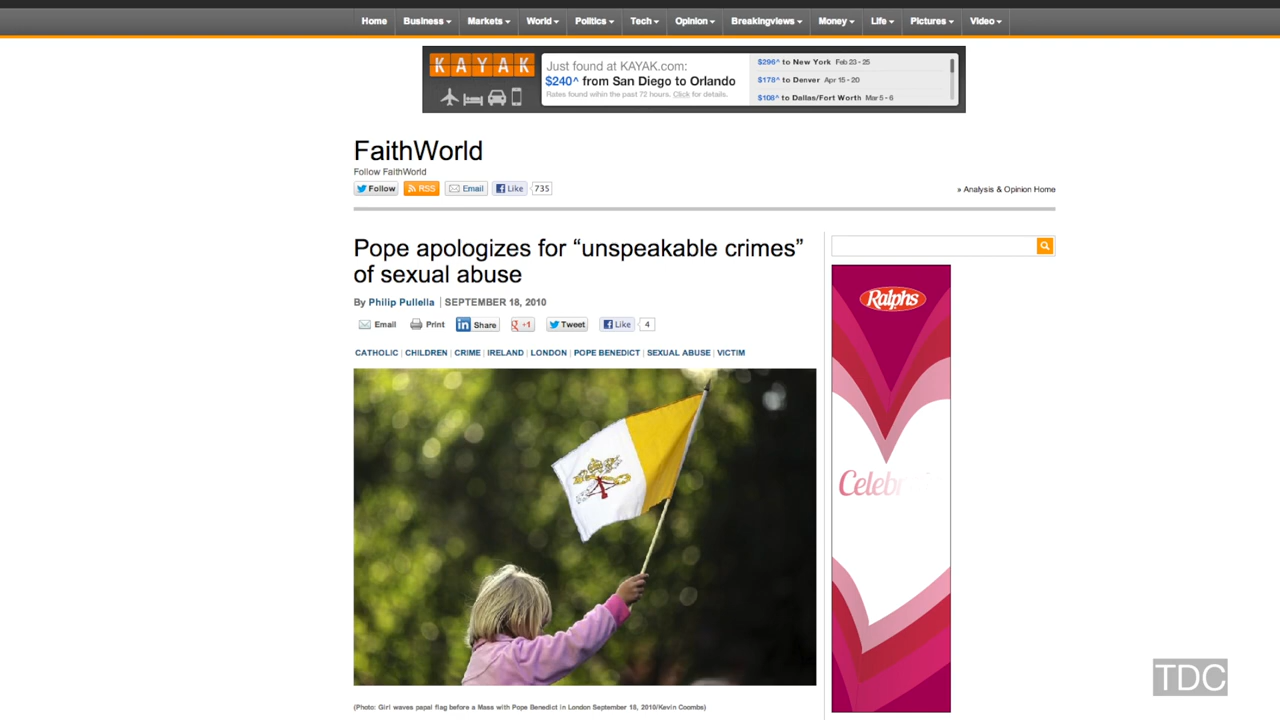 Home Business Markets World Politics Tech Opinion Breakingviews Money Life Pictures Video
KAYAK
Just found at KAYAK.com:
$240^ from San Diego to Orlando
Rates found within the past 72 hours. Click for details.
$296^ to New York Feb 23 - 25
$178^ to Denver Apr 15 - 20
$108^ to Dallas/Fort Worth Mar 5 - 6
FaithWorld
Follow FaithWorld
Follow RSS Email Like 735
» Analysis & Opinion Home
Pope apologizes for “unspeakable crimes”
of sexual abuse
By Philip Pullella | SEPTEMBER 18, 2010
Email Print in Share g +1 Tweet Like 4
CATHOLIC | CHILDREN | CRIME | IRELAND | LONDON | POPE BENEDICT | SEXUAL ABUSE | VICTIM
(Photo: Girl waves papal flag before a Mass with Pope Benedict in London September 18, 2010/Kevin Coombs)
Ralphs
Celebr
TDC